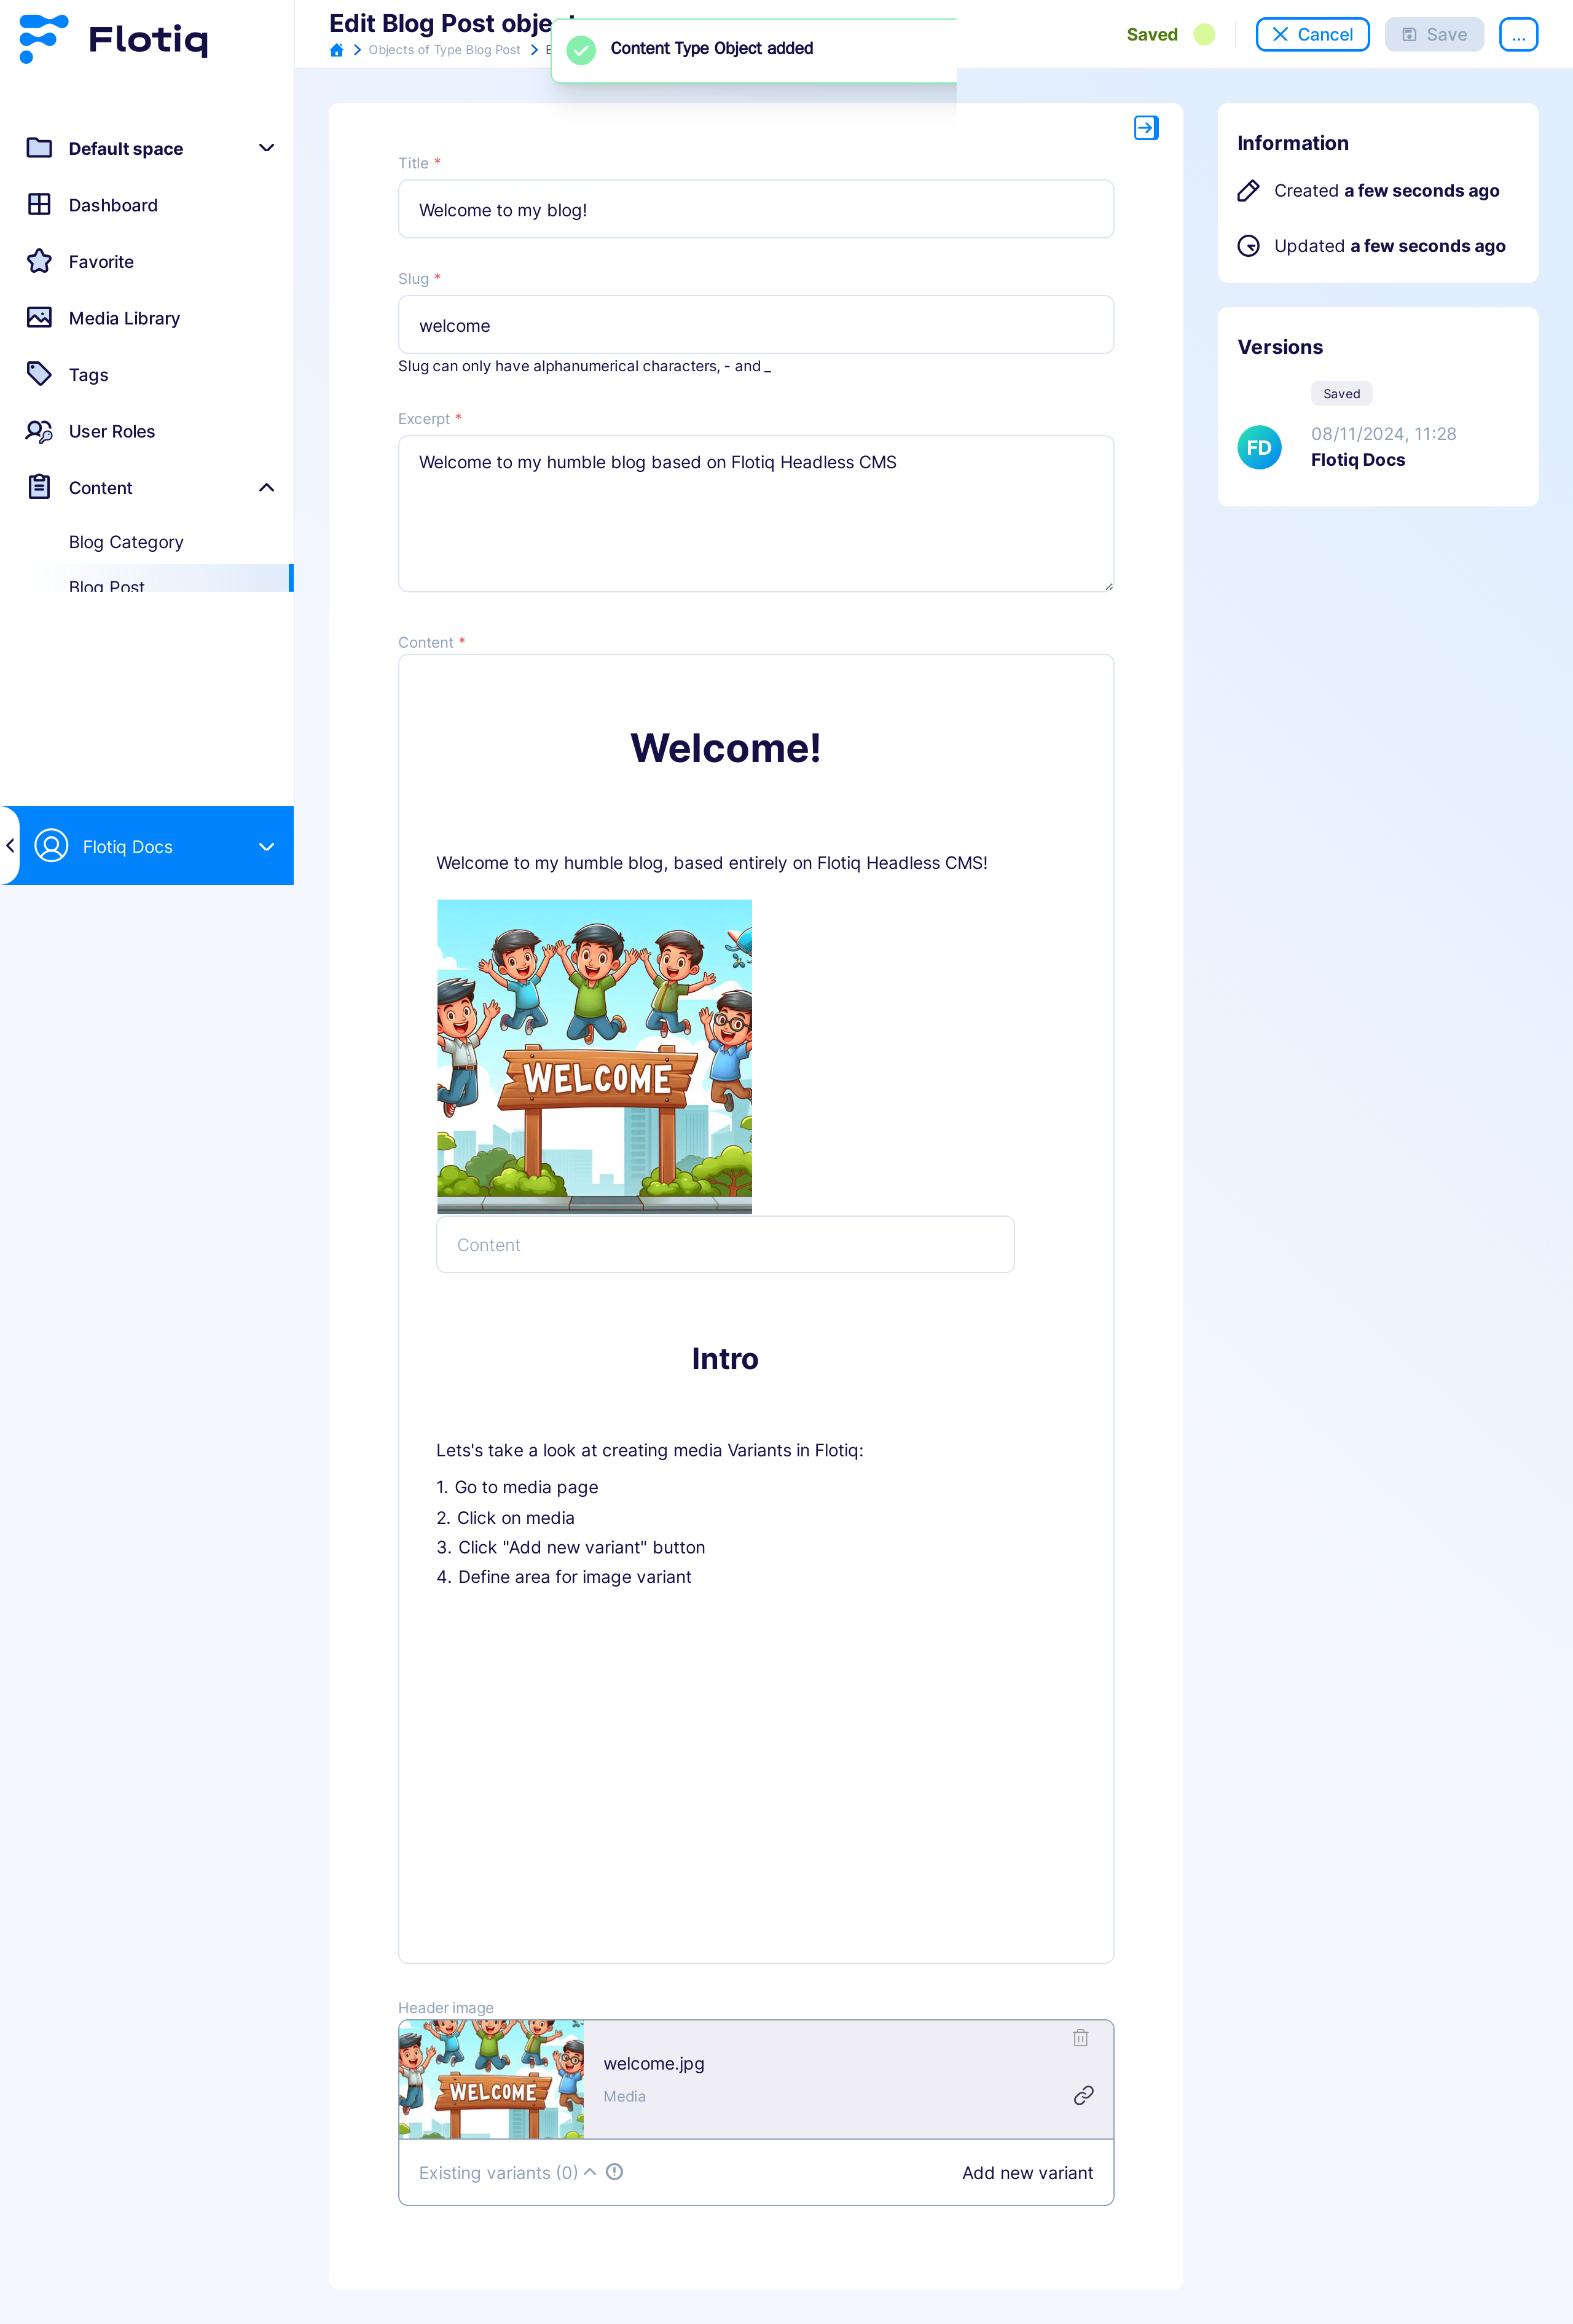 Flotiq
Default space
Dashboard
Favorite
Media Library
Tags
User Roles
Content
Blog Category
Blog Post
Flotiq Docs
Edit Blog Post
Objects of Type Blog Post
Content Type Object added
Saved
Cancel
Save
...
Title *
Welcome to my blog!
Slug *
welcome
Slug can only have alphanumerical characters, - and _
Excerpt *
Welcome to my humble blog based on Flotiq Headless CMS
Content *
Welcome!
Welcome to my humble blog, based entirely on Flotiq Headless CMS!
WELCOME
Content
Intro
Lets's take a look at creating media Variants in Flotiq:
1. Go to media page
2. Click on media
3. Click "Add new variant" button
4. Define area for image variant
Header image
WELCOME
welcome.jpg
Media
Existing variants (0)
Add new variant
Information
Created a few seconds ago
Updated a few seconds ago
Versions
Saved
FD
08/11/2024, 11:28
Flotiq Docs